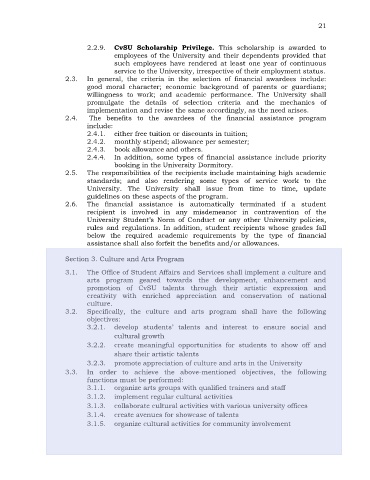 21
2.2.9. CvSU Scholarship Privilege. This scholarship is awarded to
employees of the University and their dependents provided that
such employees have rendered at least one year of continuous
service to the University, irrespective of their employment status.
2.3. In general, the criteria in the selection of financial awardees include:
good moral character; economic background of parents or guardians;
willingness to work; and academic performance. The University shall
promulgate the details of selection criteria and the mechanics of
implementation and revise the same accordingly, as the need arises.
2.4. The benefits to the awardees of the financial assistance program
include:
2.4.1. either free tuition or discounts in tuition;
2.4.2. monthly stipend; allowance per semester;
2.4.3. book allowance and others.
2.4.4. In addition, some types of financial assistance include priority
booking in the University Dormitory.
2.5. The responsibilities of the recipients include maintaining high academic
standards; and also rendering some types of service work to the
University. The University shall issue from time to time, update
guidelines on these aspects of the program.
2.6. The financial assistance is automatically terminated if a student
recipient is involved in any misdemeanor in contravention of the
University Student's Norm of Conduct or any other University policies,
rules and regulations. In addition, student recipients whose grades fall
below the required academic requirements by the type of financial
assistance shall also forfeit the benefits and/or allowances.
Section 3. Culture and Arts Program
3.1. The Office of Student Affairs and Services shall implement a culture and
arts program geared towards the development, enhancement and
promotion of CvSU talents through their artistic expression and
creativity with enriched appreciation and conservation of national
culture.
3.2. Specifically, the culture and arts program shall have the following
objectives:
3.2.1. develop students' talents and interest to ensure social and
cultural growth
3.2.2. create meaningful opportunities for students to show off and
share their artistic talents
3.2.3. promote appreciation of culture and arts in the University
3.3. In order to achieve the above-mentioned objectives, the following
functions must be performed:
3.1.1. organize arts groups with qualified trainers and staff
3.1.2. implement regular cultural activities
3.1.3. collaborate cultural activities with various university offices
3.1.4. create avenues for showcase of talents
3.1.5. organize cultural activities for community involvement